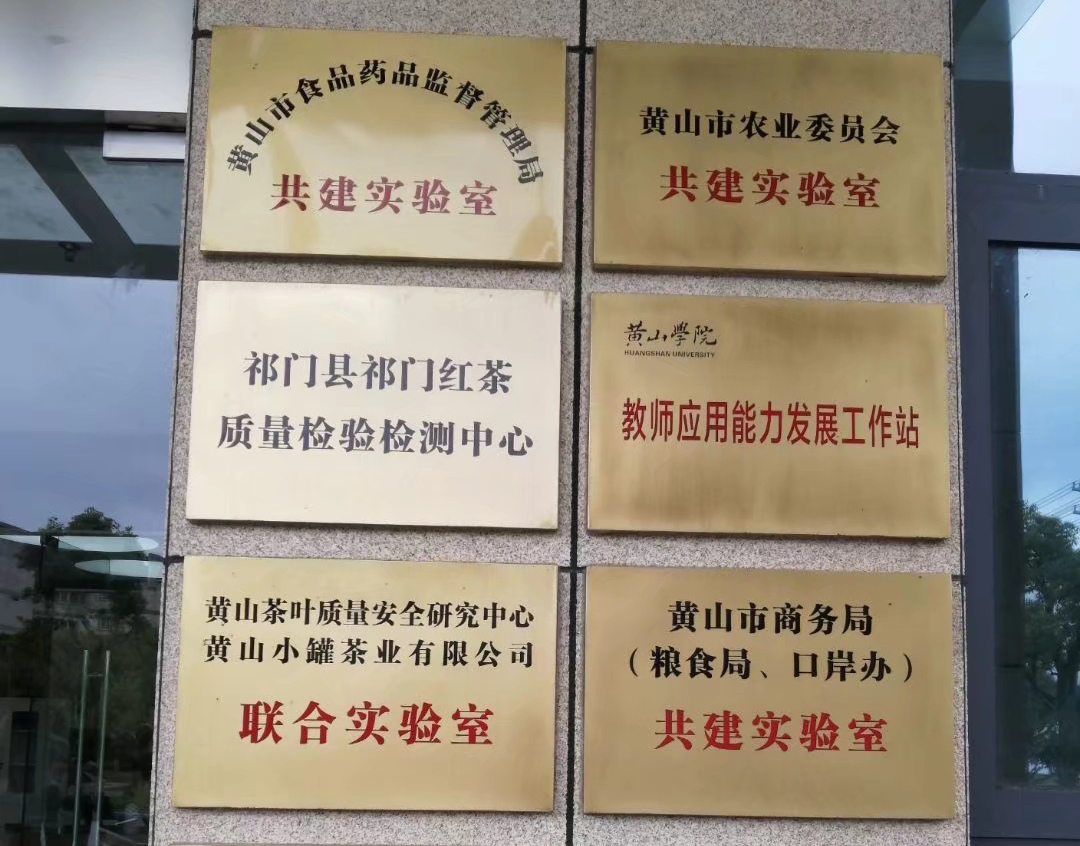 黄山市食品药品监督管理局
共建实验室
黄山市农业委员会
共建实验室
祁门县祁门红茶
质量检验检测中心
黄山學院
HUANGSHAN UNIVERSITY
教师应用能力发展工作站
黄山茶叶质量安全研究中心
黄山小罐茶业有限公司
联合实验室
黄山市商务局
（粮食局、口岸办）
共建实验室